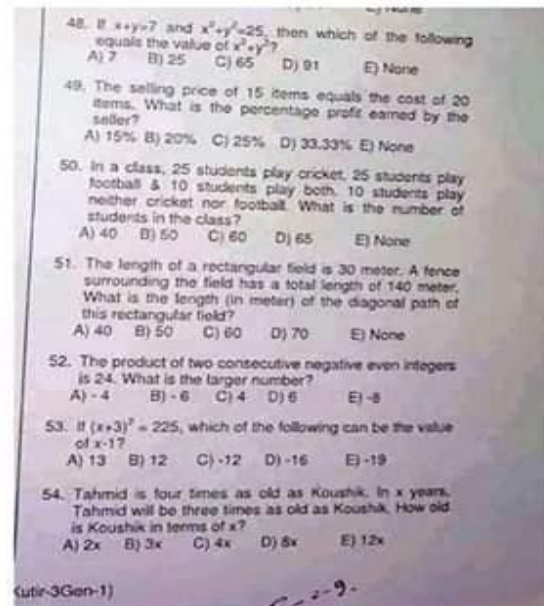 48. If x+y=7 and x²+y²=25, then which of the following
equals the value of x³+y³?
A) 7 B) 25 C) 65 D) 91 E) None
49. The selling price of 15 items equals the cost of 20
items. What is the percentage profit earned by the
seller?
A) 15% B) 20% C) 25% D) 33.33% E) None
50. In a class, 25 students play cricket, 25 students play
football & 10 students play both. 10 students play
neither cricket nor football. What is the number of
students in the class?
A) 40 B) 50 C) 60 D) 65 E) None
51. The length of a rectangular field is 30 meter. A fence
surrounding the field has a total length of 140 meter.
What is the length (in meter) of the diagonal path of
this rectangular field?
A) 40 B) 50 C) 60 D) 70 E) None
52. The product of two consecutive negative even integers
is 24. What is the larger number?
A) - 4 B) - 6 C) 4 D) 6 E) -8
53. If (x+3)² = 225, which of the following can be the value
of x-1?
A) 13 B) 12 C) -12 D) -16 E) -19
54. Tahmid is four times as old as Koushik. In x years,
Tahmid will be three times as old as Koushik. How old
is Koushik in terms of x?
A) 2x B) 3x C) 4x D) 8x E) 12x
Kutir-3Gen-1)